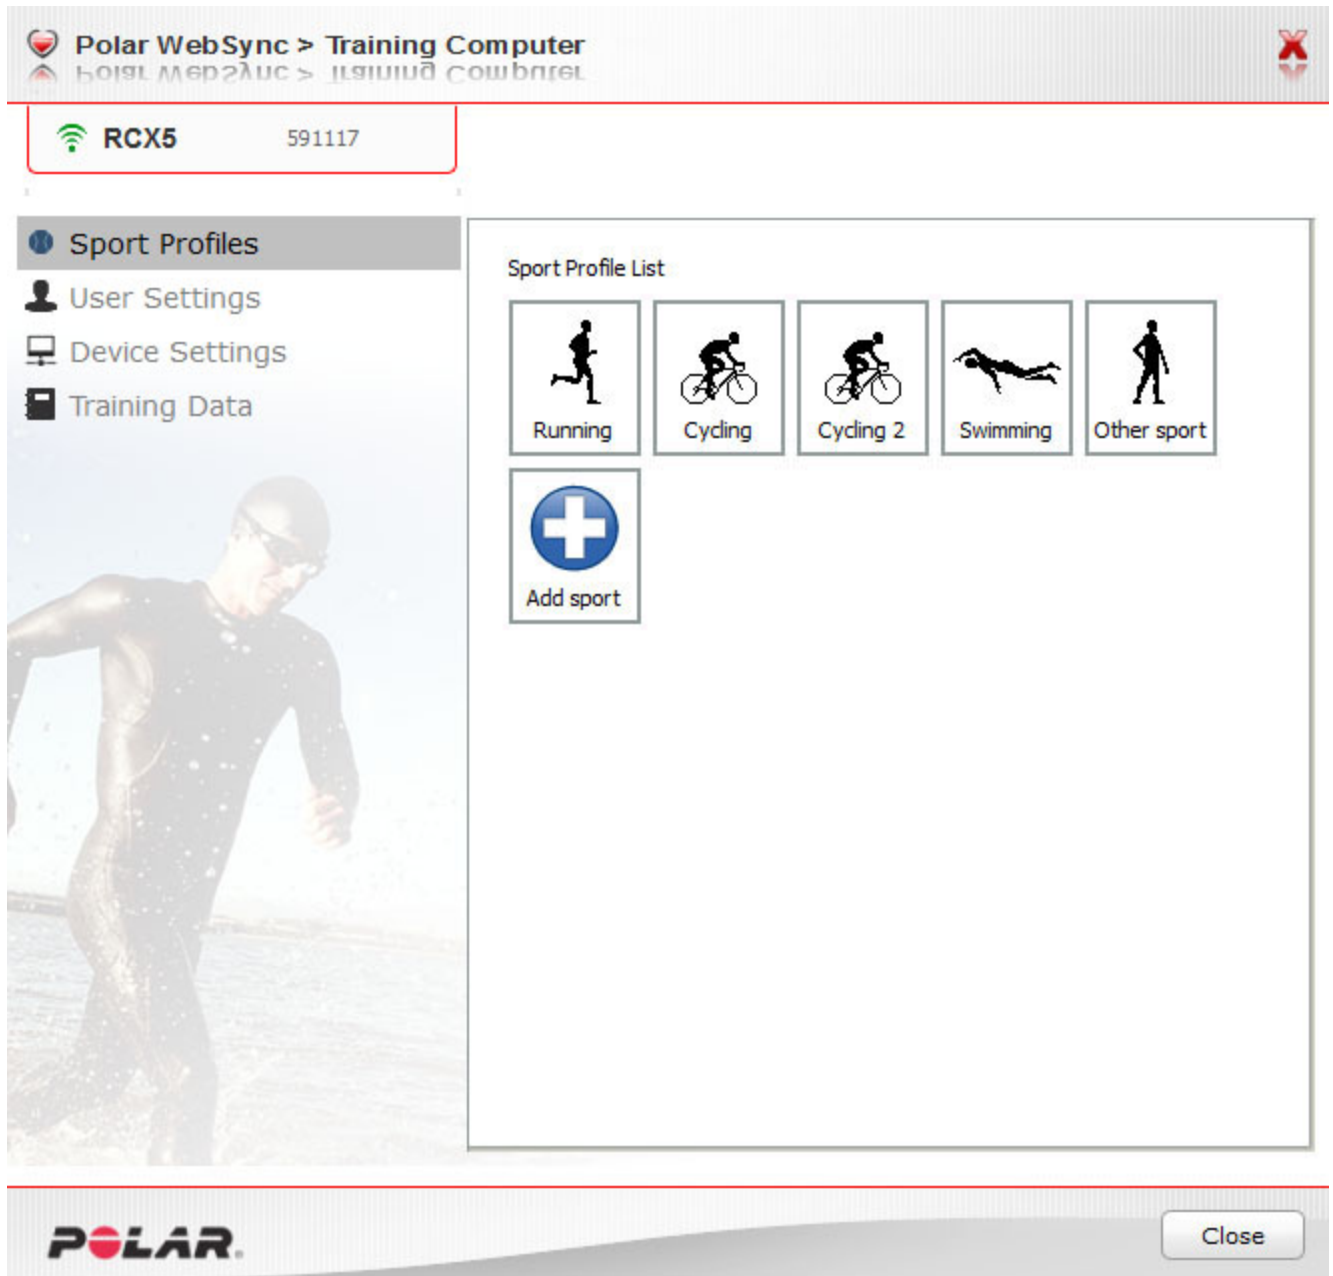 Polar WebSync > Training Computer
RCX5 591117
Sport Profiles
User Settings
Device Settings
Training Data
Sport Profile List
Running Cycling Cycling 2 Swimming Other sport
Add sport
POLAR.
Close